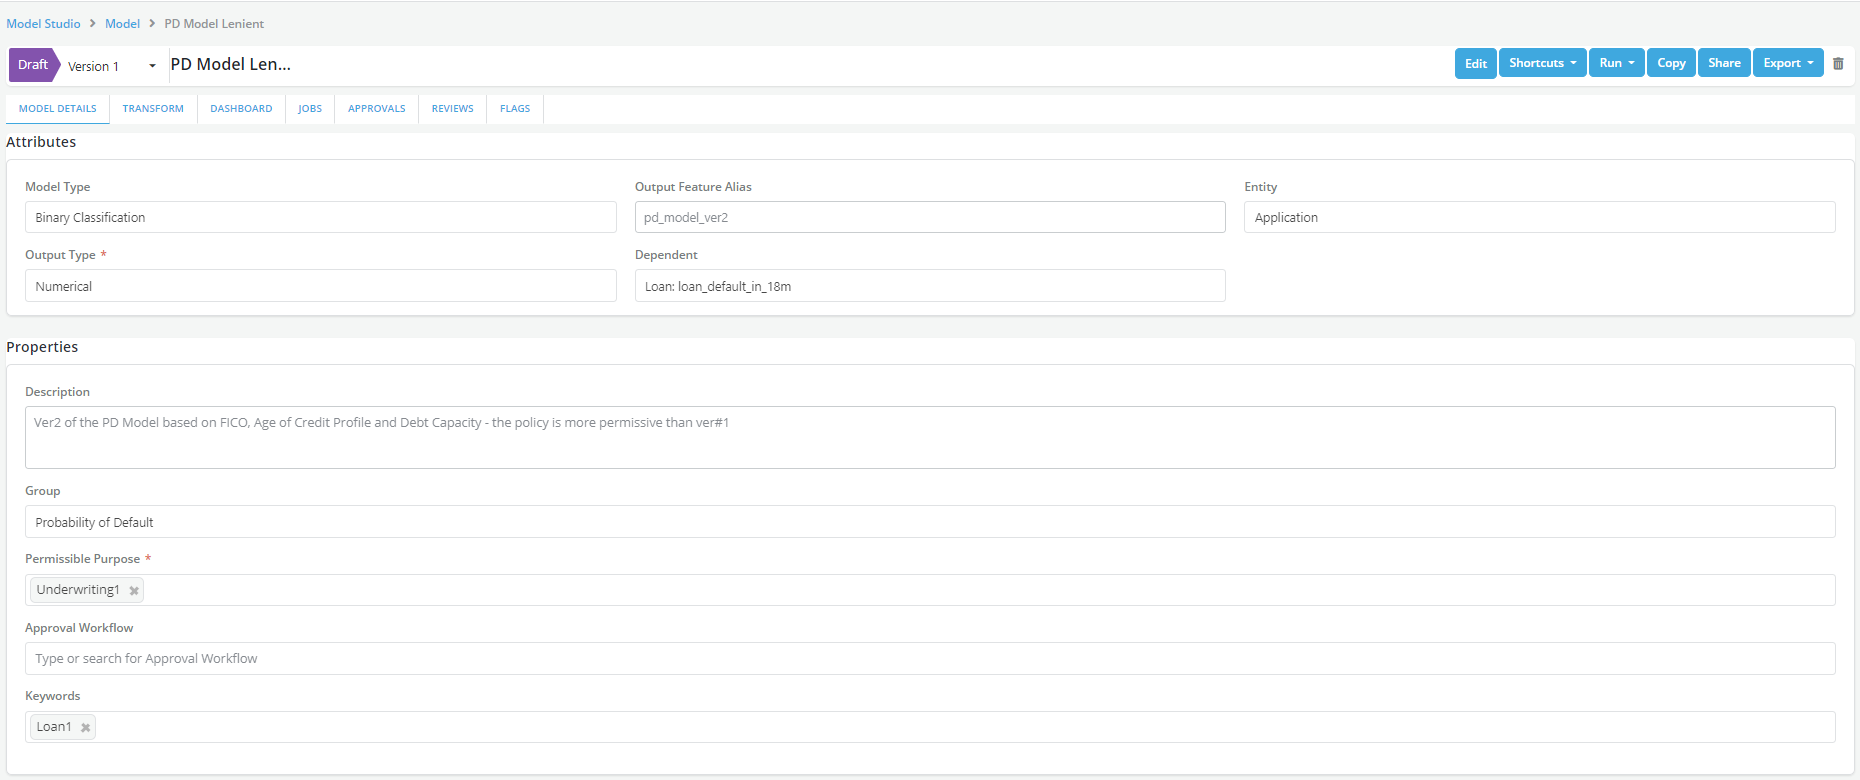 Model Studio > Model > PD Model Lenient
Draft Version 1 PD Model Len... Edit Shortcuts Run Copy Share Export
MODEL DETAILS TRANSFORM DASHBOARD JOBS APPROVALS REVIEWS FLAGS
Attributes
Model Type Output Feature Alias Entity
Binary Classification pd_model_ver2 Application
Output Type * Dependent
Numerical Loan: loan_default_in_18m
Properties
Description
Ver2 of the PD Model based on FICO, Age of Credit Profile and Debt Capacity - the policy is more permissive than ver#1
Group
Probability of Default
Permissible Purpose *
Underwriting1 ×
Approval Workflow
Type or search for Approval Workflow
Keywords
Loan1 ×